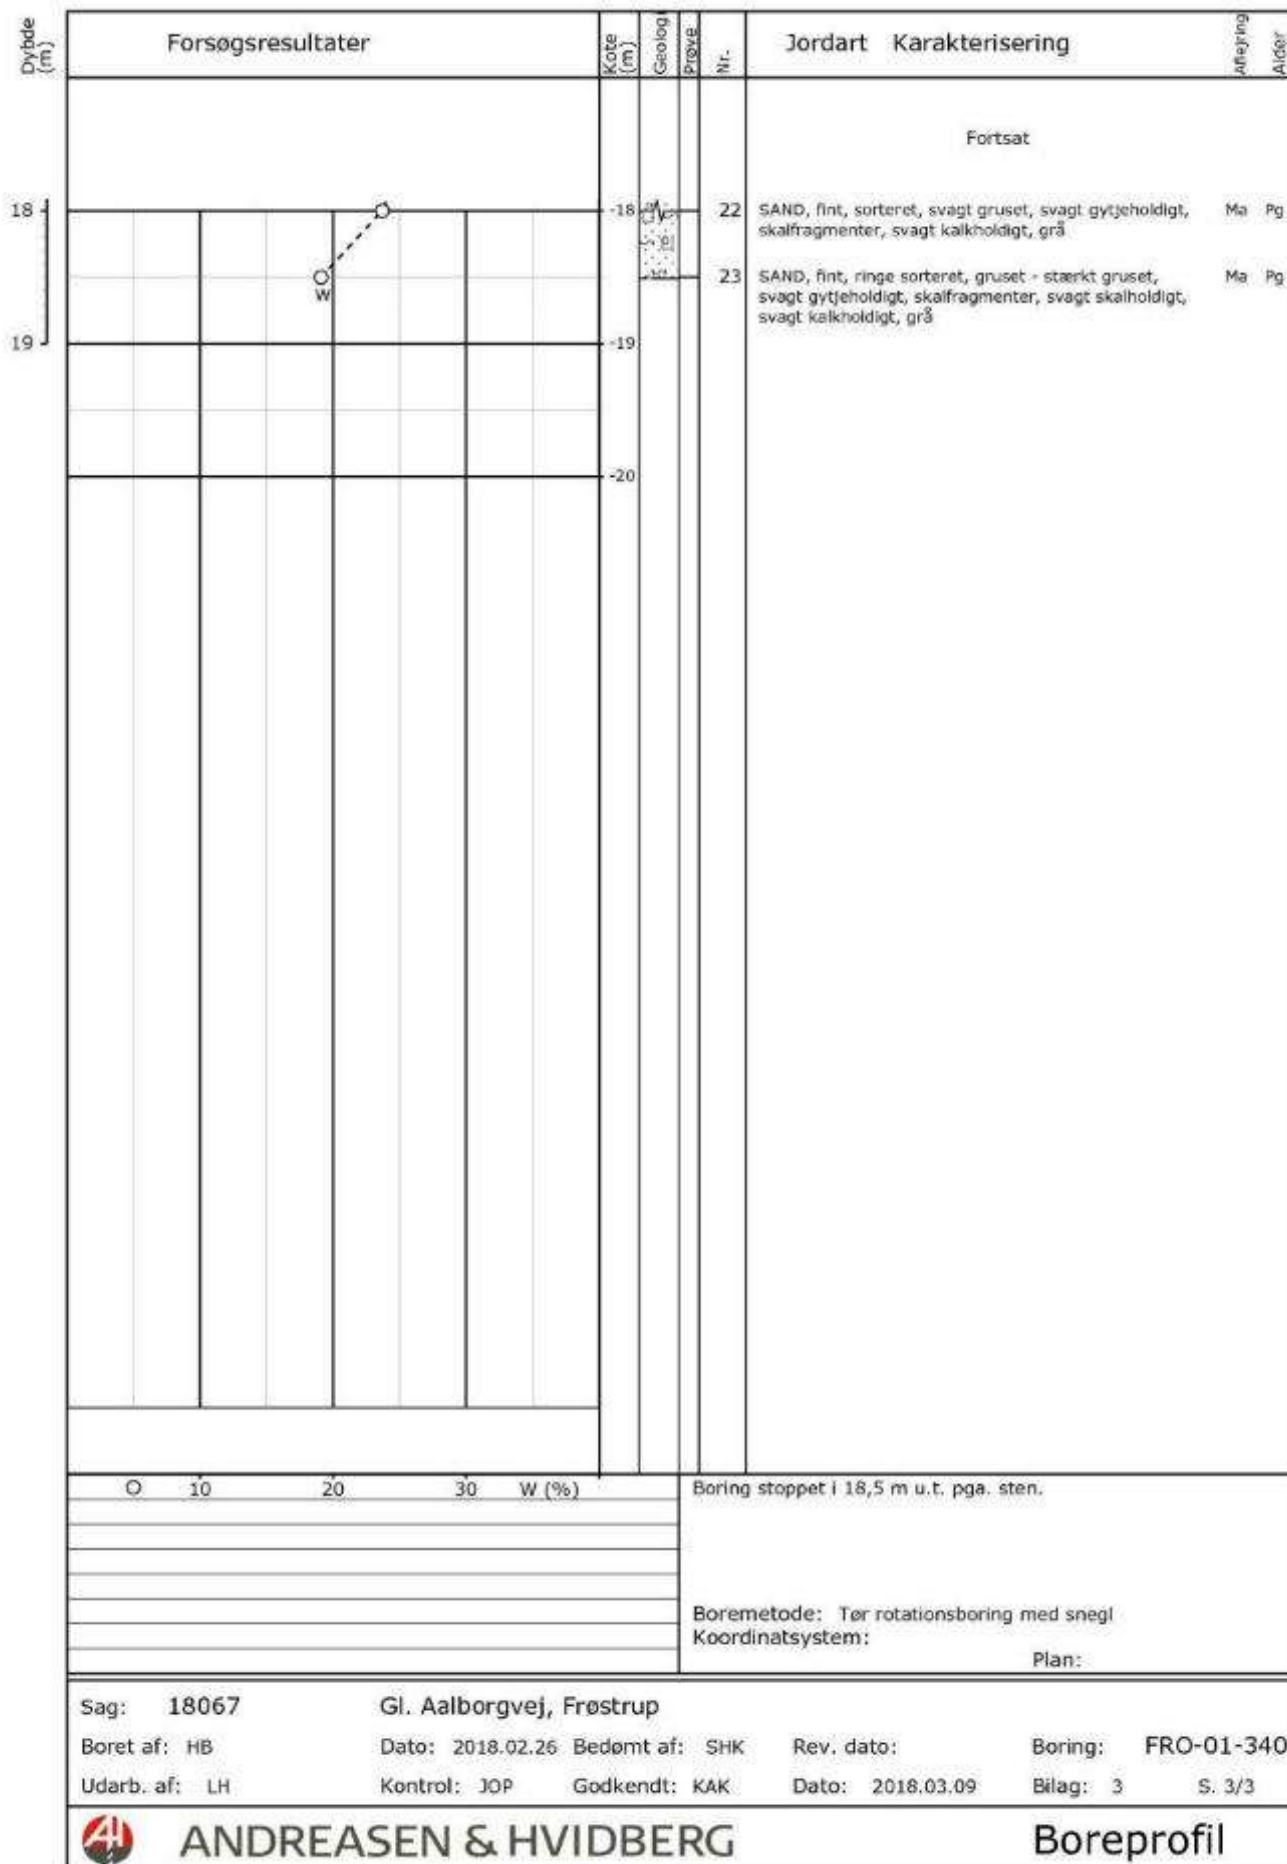 Dybde (m)
Forsøgsresultater
Kote (m)
Geologi
Prøve
Nr.
Jordart Karakterisering
Aflejring
Alder
Fortsat
18
-18
22
SAND, fint, sorteret, svagt gruset, svagt gytjeholdigt,
skalfragmenter, svagt kalkholdigt, grå
Ma Pg
W
23
SAND, fint, ringe sorteret, gruset - stærkt gruset,
svagt gytjeholdigt, skalfragmenter, svagt skalholdigt,
svagt kalkholdigt, grå
Ma Pg
19
-19
-20
10 20 30 W (%)
Boring stoppet i 18,5 m u.t. pga. sten.
Boremetode: Tør rotationsboring med snegl
Koordinatsystem:
Plan:
Sag: 18067 Gl. Aalborgvej, Frøstrup
Boret af: HB Dato: 2018.02.26 Bedømt af: SHK Rev. dato: Boring: FRO-01-340
Udarb. af: LH Kontrol: JOP Godkendt: KAK Dato: 2018.03.09 Bilag: 3 S. 3/3
AH
ANDREASEN & HVIDBERG Boreprofil